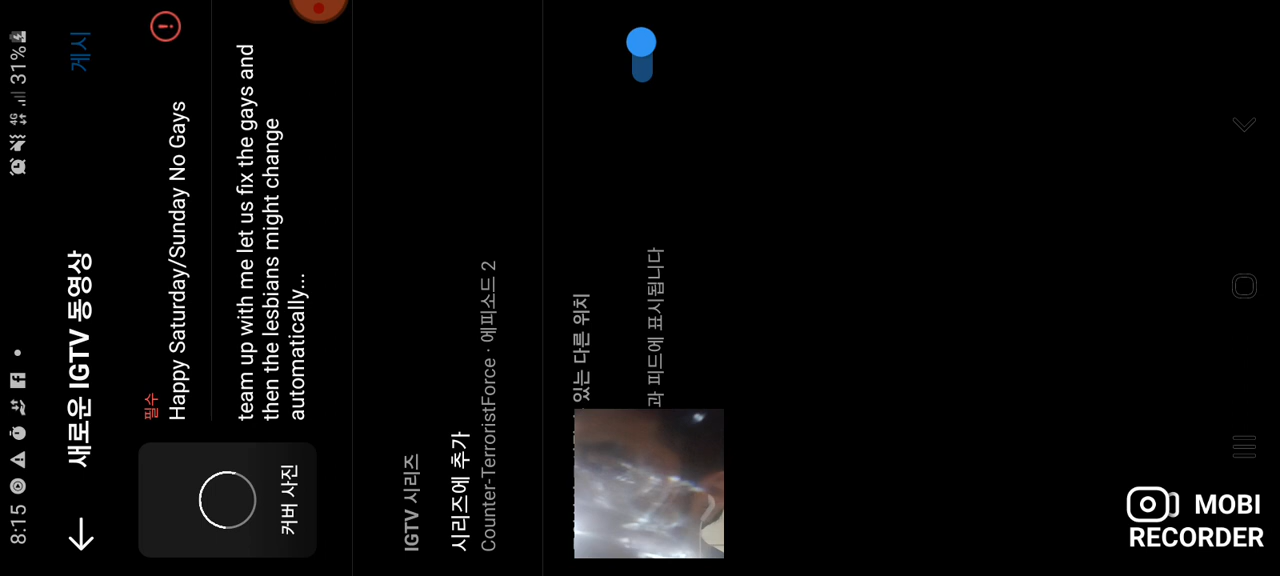 8:15
4G
31%
새로운 IGTV 동영상
게시
필수
Happy Saturday/Sunday No Gays
커버 사진
team up with me let us fix the gays and
then the lesbians might change
automatically...
IGTV 시리즈
시리즈에 추가
Counter-TerroristForce · 에피소드 2
있는 다른 위치
과 피드에 표시됩니다
MOBI
RECORDER